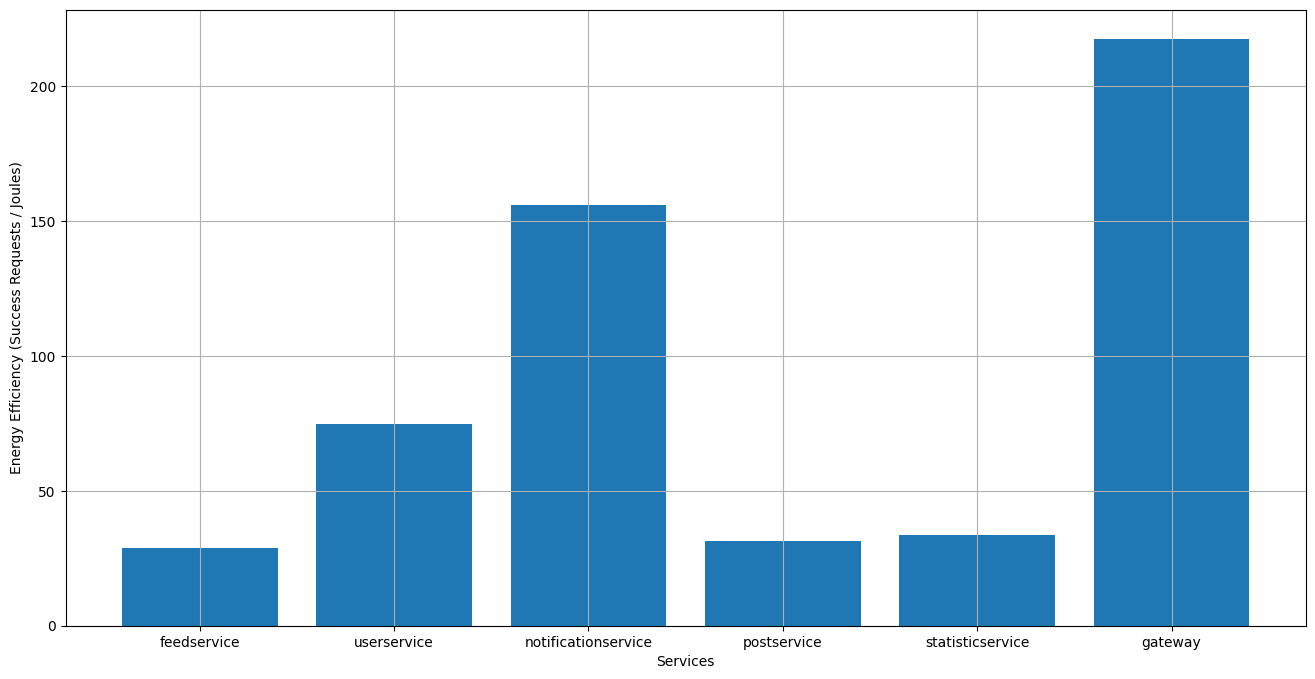 Energy Efficiency (Success Requests / Joules)
200
150
100
50
0
feedservice
userservice
notificationservice
postservice
statisticservice
gateway
Services